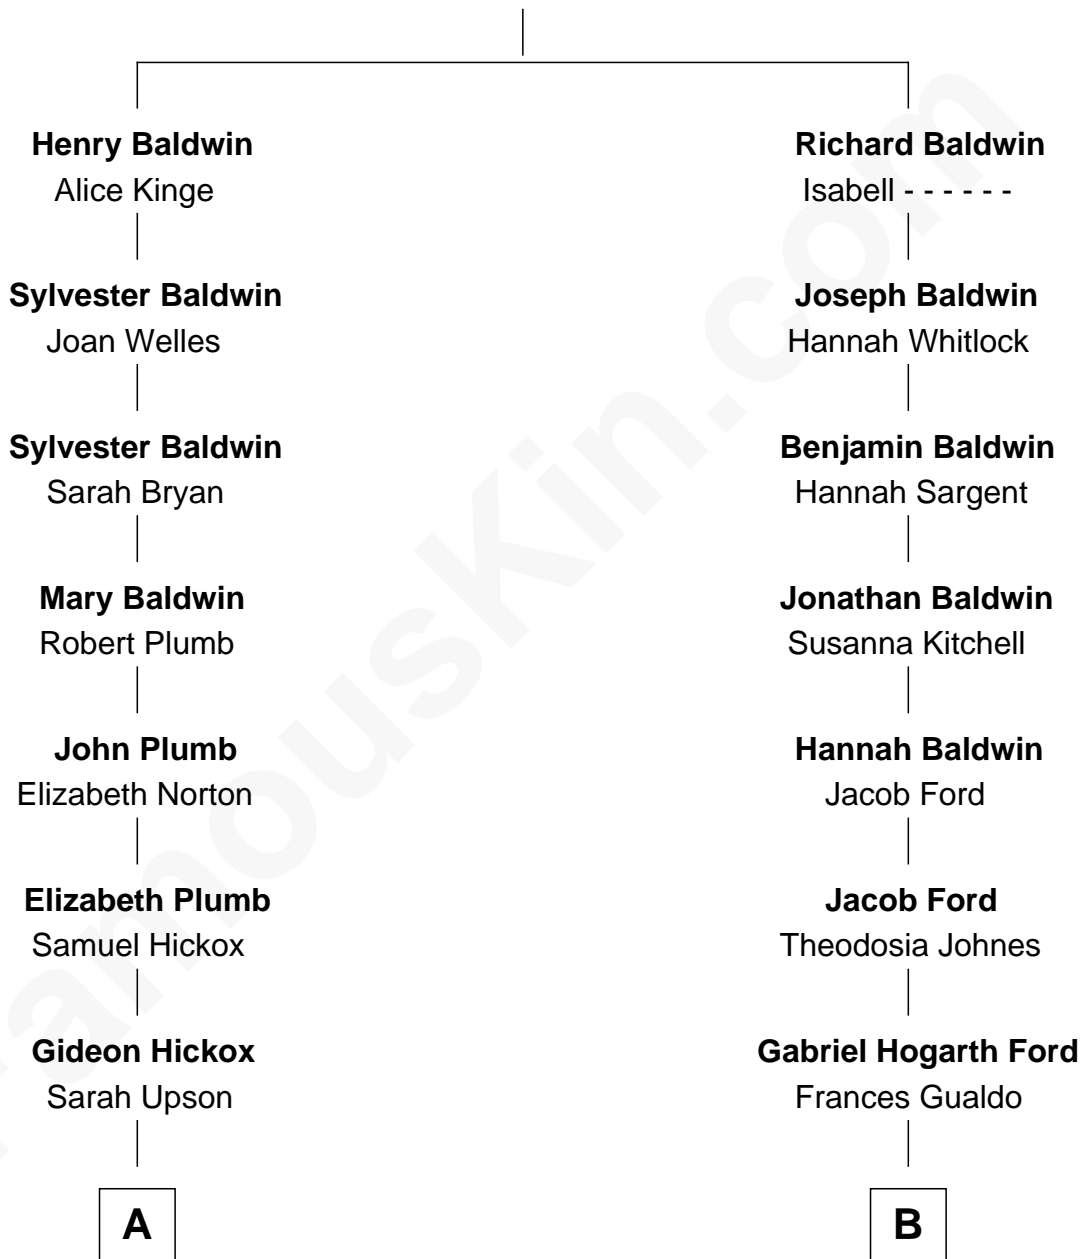 Henry Baldwin
Alice Kinge
Richard Baldwin
Isabell - - - - - -
Sylvester Baldwin
Joan Welles
Joseph Baldwin
Hannah Whitlock
Sylvester Baldwin
Sarah Bryan
Benjamin Baldwin
Hannah Sargent
Mary Baldwin
Robert Plumb
Jonathan Baldwin
Susanna Kitchell
John Plumb
Elizabeth Norton
Hannah Baldwin
Jacob Ford
Elizabeth Plumb
Samuel Hickox
Jacob Ford
Theodosia Johnes
Gideon Hickox
Sarah Upson
Gabriel Hogarth Ford
Frances Gualdo
A
B
FamousKin.com